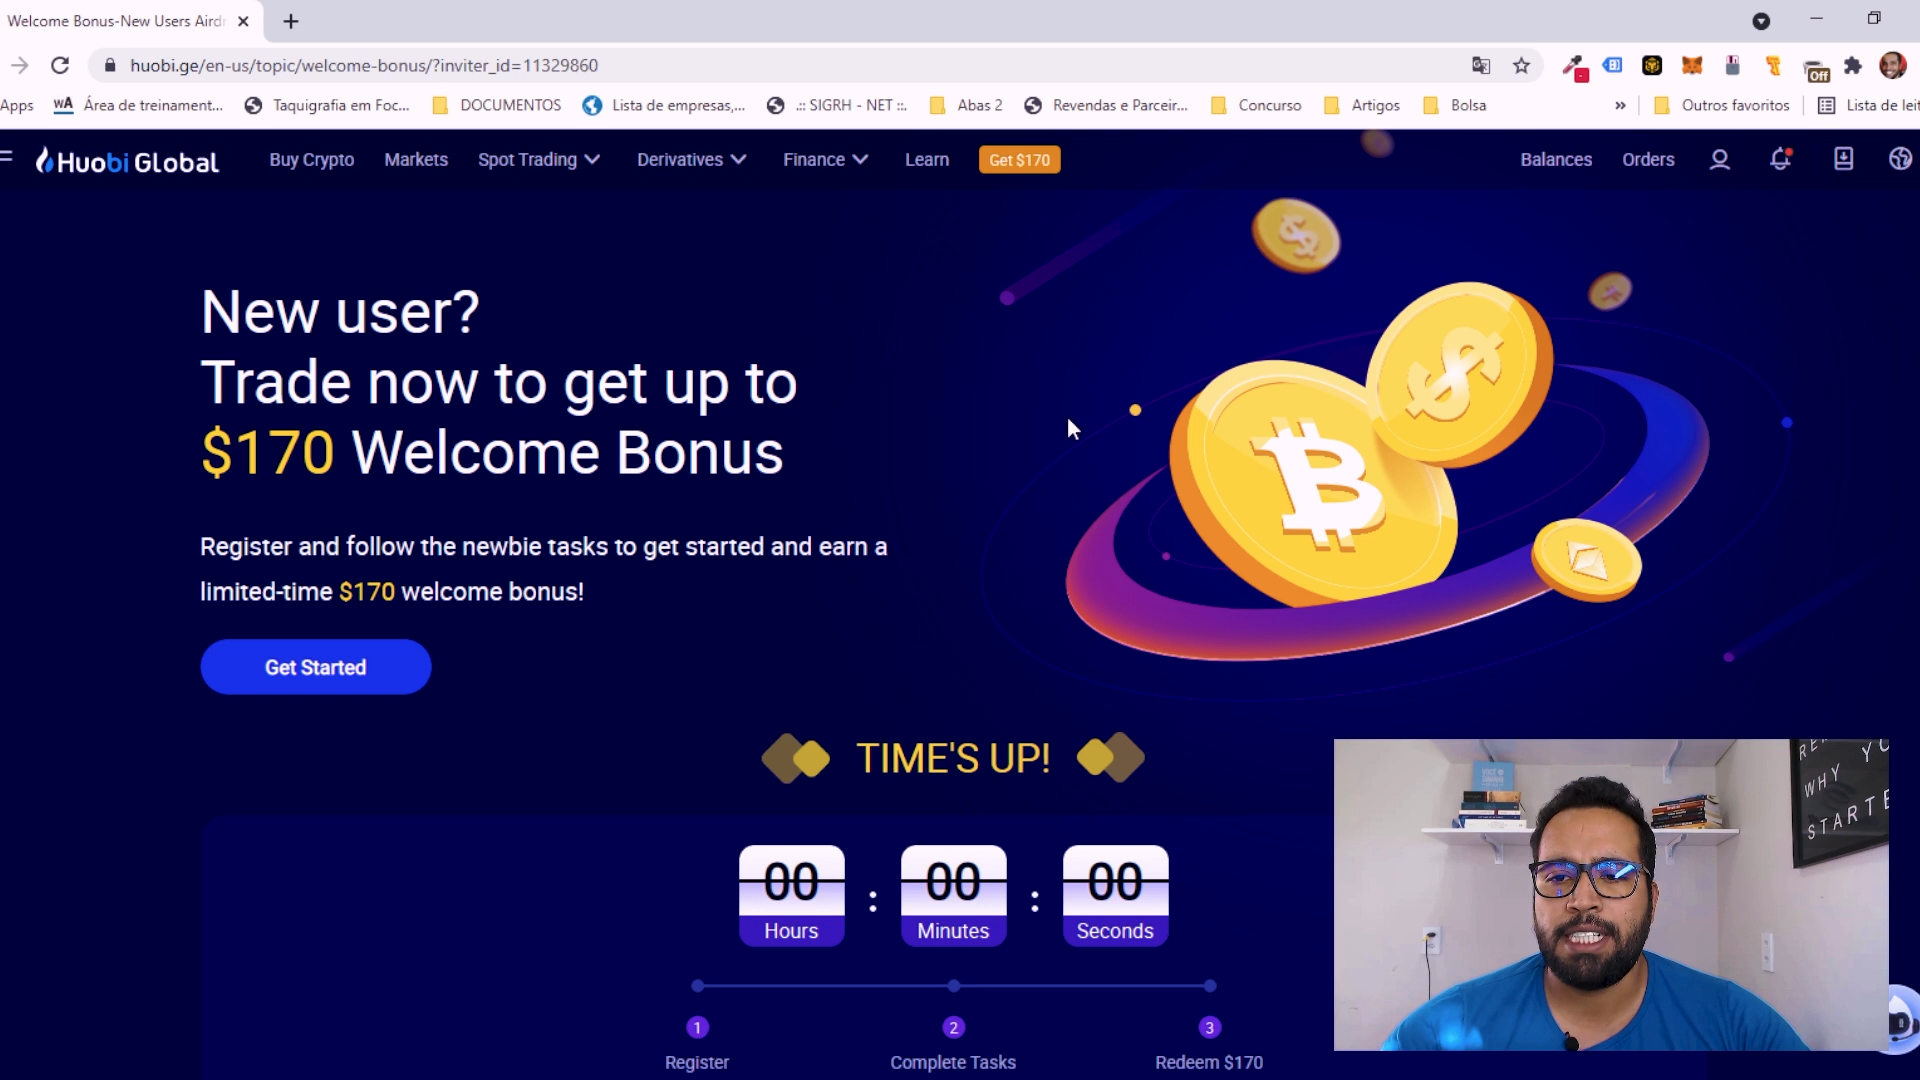 Welcome Bonus-New Users Aird
huobi.ge/en-us/topic/welcome-bonus/?inviter_id=11329860
Off
Apps
wA Área de treinament...
Taquigrafia em Foc...
DOCUMENTOS
Lista de empresas,...
.:: SIGRH - NET ::.
Abas 2
Revendas e Parceir...
Concurso
Artigos
Bolsa
»
Outros favoritos
Lista de leit
Huobi Global
Buy Crypto
Markets
Spot Trading
Derivatives
Finance
Learn
Get $170
Balances
Orders
New user?
Trade now to get up to
$170 Welcome Bonus
Register and follow the newbie tasks to get started and earn a
limited-time $170 welcome bonus!
Get Started
TIME'S UP!
00 : 00 : 00
Hours Minutes Seconds
1 2 3
Register Complete Tasks Redeem $170
WHY YOU
STARTE